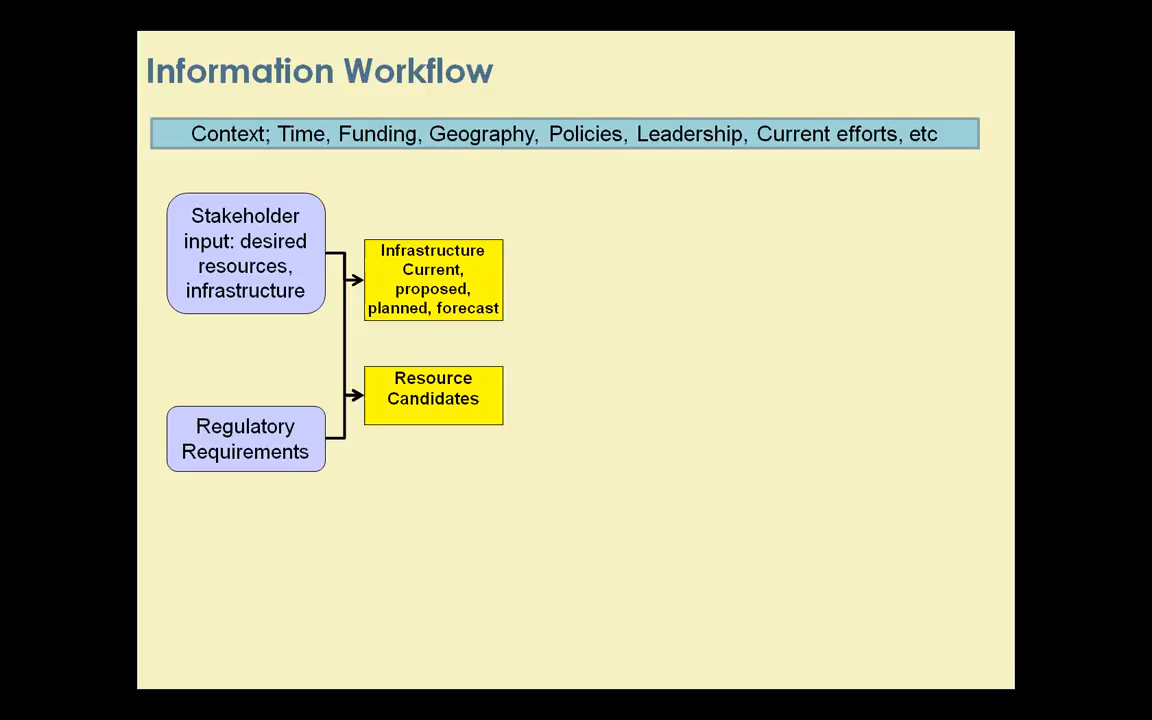 Information Workflow
Context; Time, Funding, Geography, Policies, Leadership, Current efforts, etc
Stakeholder
input: desired
resources,
infrastructure
Infrastructure
Current,
proposed,
planned, forecast
Resource
Candidates
Regulatory
Requirements